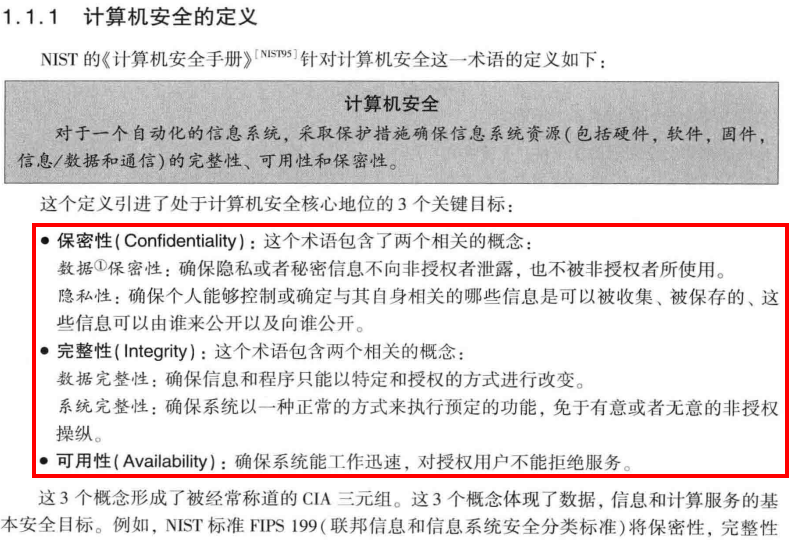 1.1.1 计算机安全的定义
NIST 的《计算机安全手册》[NIST95]针对计算机安全这一术语的定义如下：
计算机安全
对于一个自动化的信息系统，采取保护措施确保信息系统资源(包括硬件，软件，固件，
信息/数据和通信)的完整性、可用性和保密性。
这个定义引进了处于计算机安全核心地位的 3 个关键目标：
● 保密性(Confidentiality)：这个术语包含了两个相关的概念：
数据①保密性：确保隐私或者秘密信息不向非授权者泄露，也不被非授权者所使用。
隐私性：确保个人能够控制或确定与其自身相关的哪些信息是可以被收集、被保存的、这
些信息可以由谁来公开以及向谁公开。
● 完整性(Integrity)：这个术语包含两个相关的概念：
数据完整性：确保信息和程序只能以特定和授权的方式进行改变。
系统完整性：确保系统以一种正常的方式来执行预定的功能，免于有意或者无意的非授权
操纵。
● 可用性(Availability)：确保系统能工作迅速，对授权用户不能拒绝服务。
这 3 个概念形成了被经常称道的 CIA 三元组。这 3 个概念体现了数据，信息和计算服务的基
本安全目标。例如，NIST 标准 FIPS 199(联邦信息和信息系统安全分类标准)将保密性，完整性